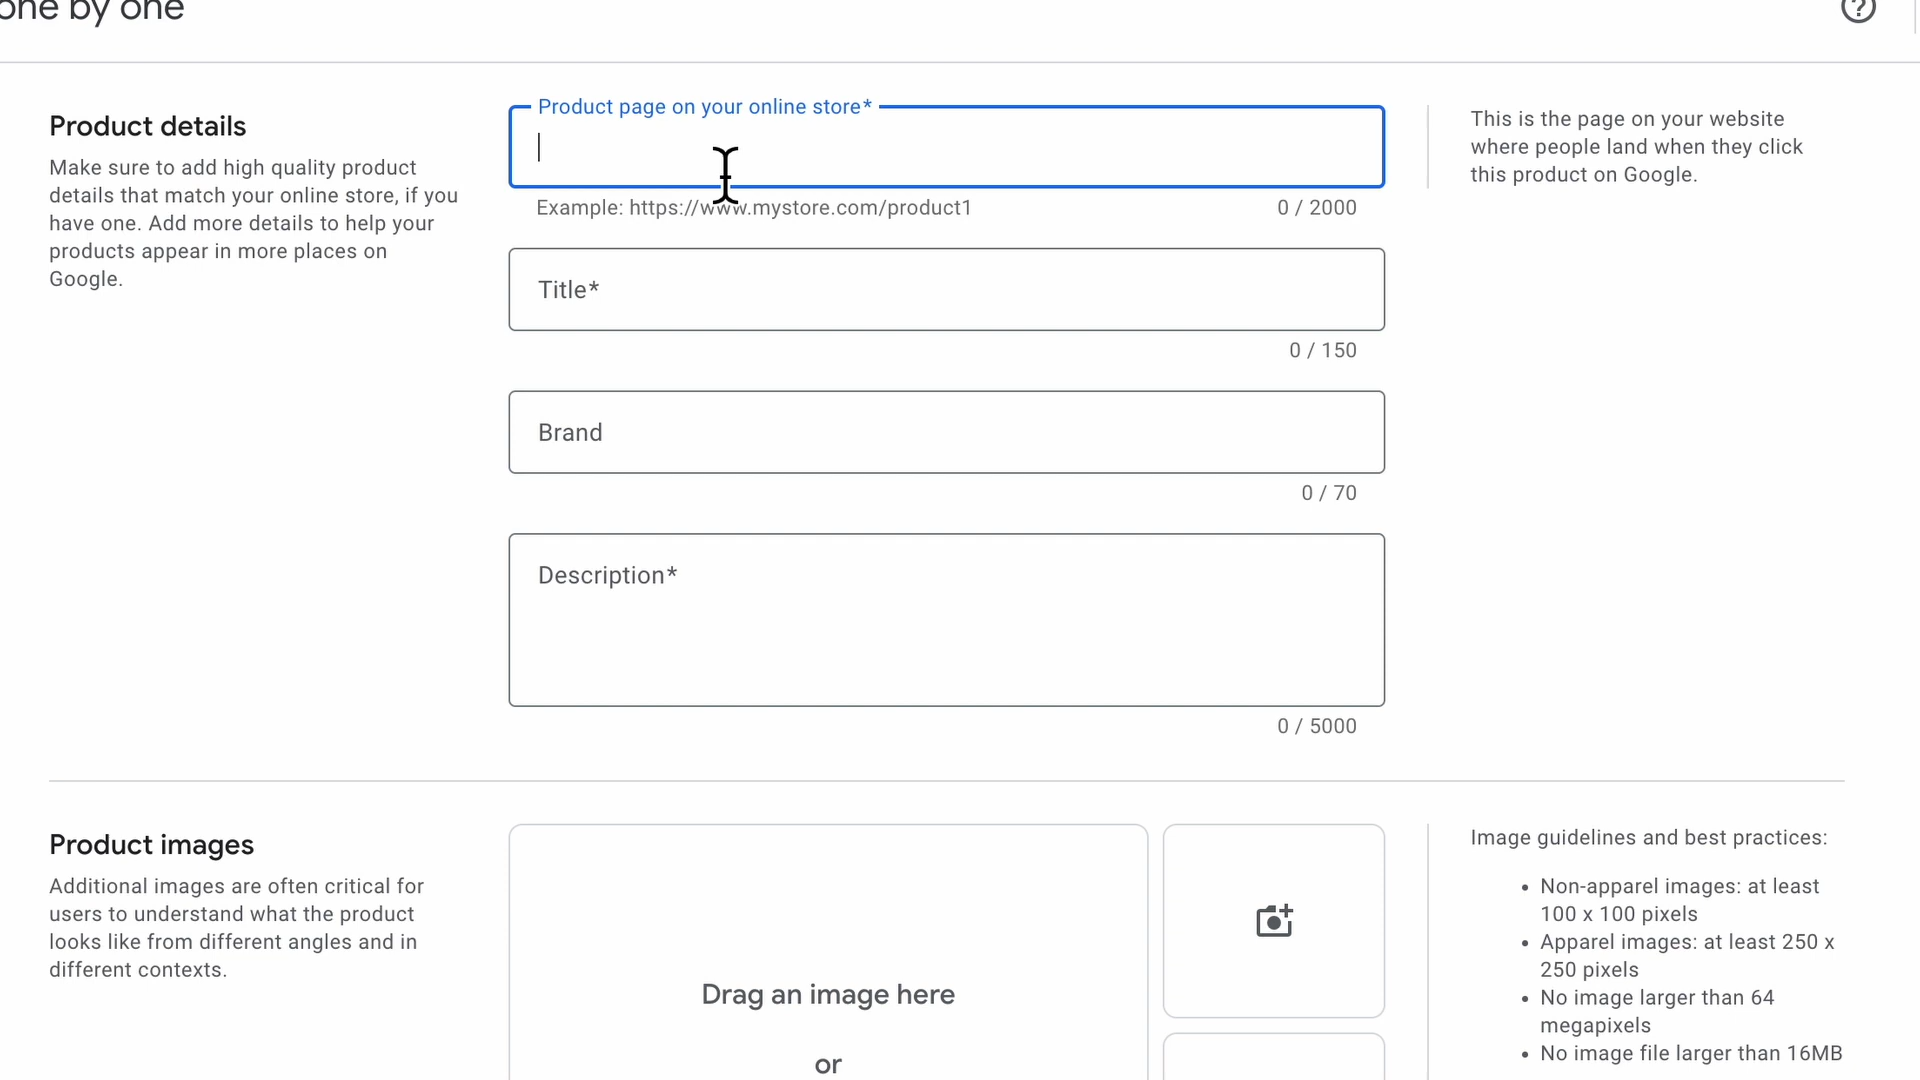 one by one
Product details
Make sure to add high quality product
details that match your online store, if you
have one. Add more details to help your
products appear in more places on
Google.
Product page on your online store*
Example: https://www.mystore.com/product1
0 / 2000
This is the page on your website
where people land when they click
this product on Google.
Title*
0 / 150
Brand
0 / 70
Description*
0 / 5000
Product images
Additional images are often critical for
users to understand what the product
looks like from different angles and in
different contexts.
Drag an image here
or
Image guidelines and best practices:
• Non-apparel images: at least
100 x 100 pixels
• Apparel images: at least 250 x
250 pixels
• No image larger than 64
megapixels
• No image file larger than 16MB